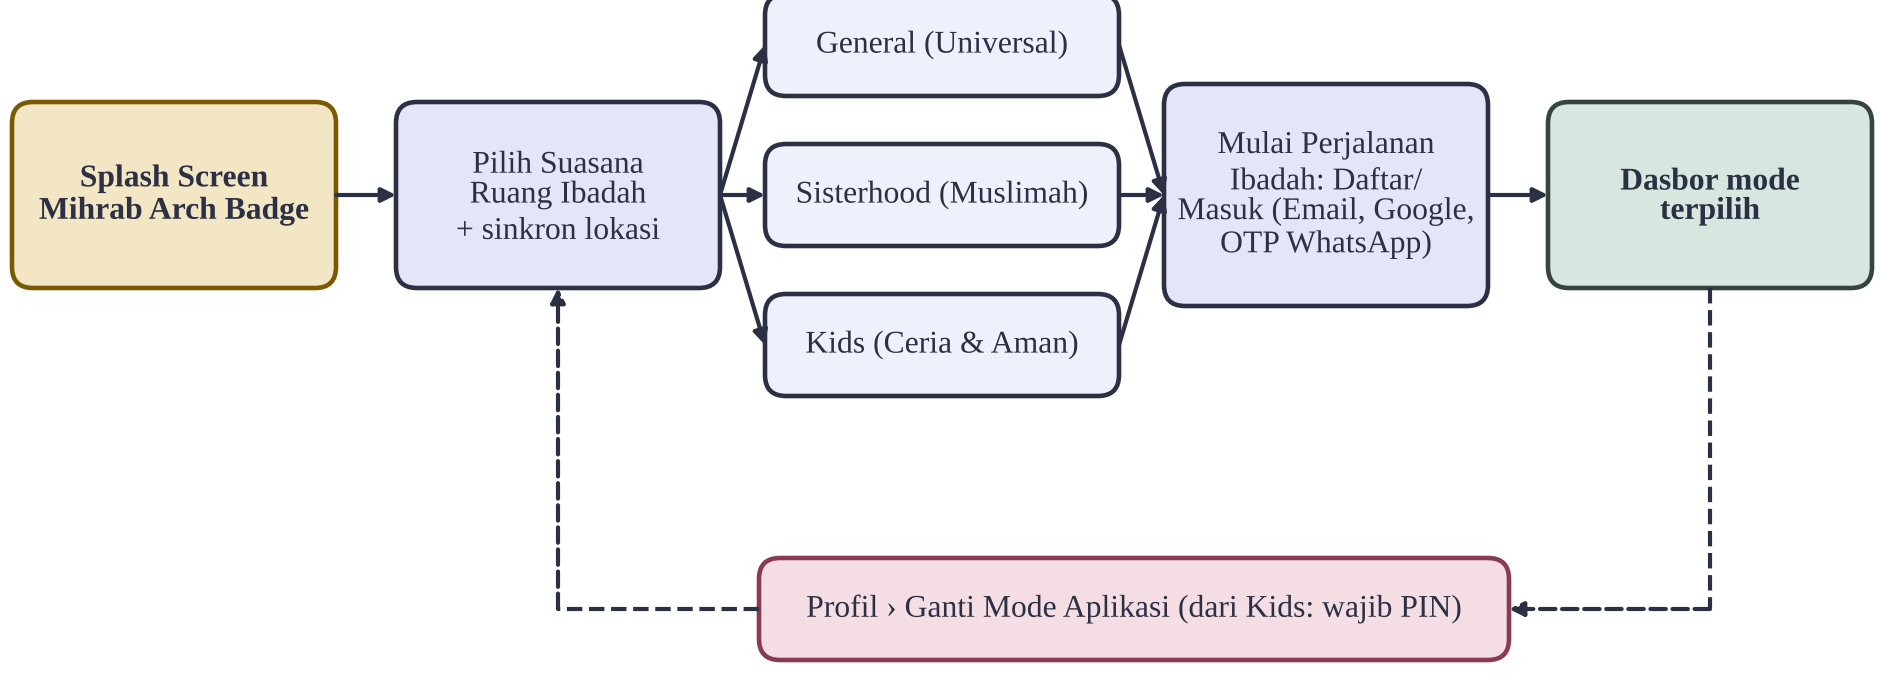 Splash Screen
Mihrab Arch Badge
Pilih Suasana
Ruang Ibadah
+ sinkron lokasi
General (Universal)
Sisterhood (Muslimah)
Kids (Ceria & Aman)
Mulai Perjalanan
Ibadah: Daftar/
Masuk (Email, Google,
OTP WhatsApp)
Dasbor mode
terpilih
Profil › Ganti Mode Aplikasi (dari Kids: wajib PIN)